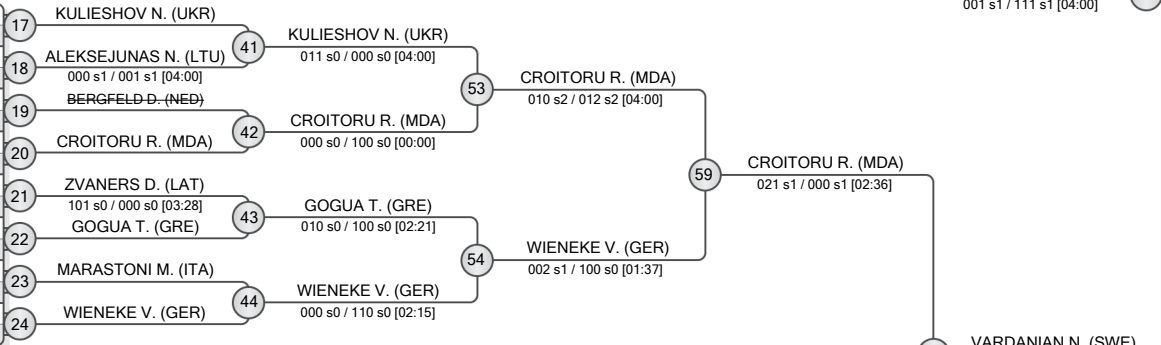 001 s1 / 111 s1 [04:00]
KULIESHOV N. (UKR)
17
41
KULIESHOV N. (UKR)
011 s0 / 000 s0 [04:00]
ALEKSEJUNAS N. (LTU)
18
000 s1 / 001 s1 [04:00]
53
CROITORU R. (MDA)
010 s2 / 012 s2 [04:00]
BERGFELD D. (NED)
19
42
CROITORU R. (MDA)
000 s0 / 100 s0 [00:00]
CROITORU R. (MDA)
20
59
CROITORU R. (MDA)
021 s1 / 000 s1 [02:36]
ZVANERS D. (LAT)
21
101 s0 / 000 s0 [03:28]
43
GOGUA T. (GRE)
010 s0 / 100 s0 [02:21]
GOGUA T. (GRE)
22
54
WIENEKE V. (GER)
002 s1 / 100 s0 [01:37]
MARASTONI M. (ITA)
23
44
WIENEKE V. (GER)
000 s0 / 110 s0 [02:15]
WIENEKE V. (GER)
24
VARDANIAN N. (SWE)